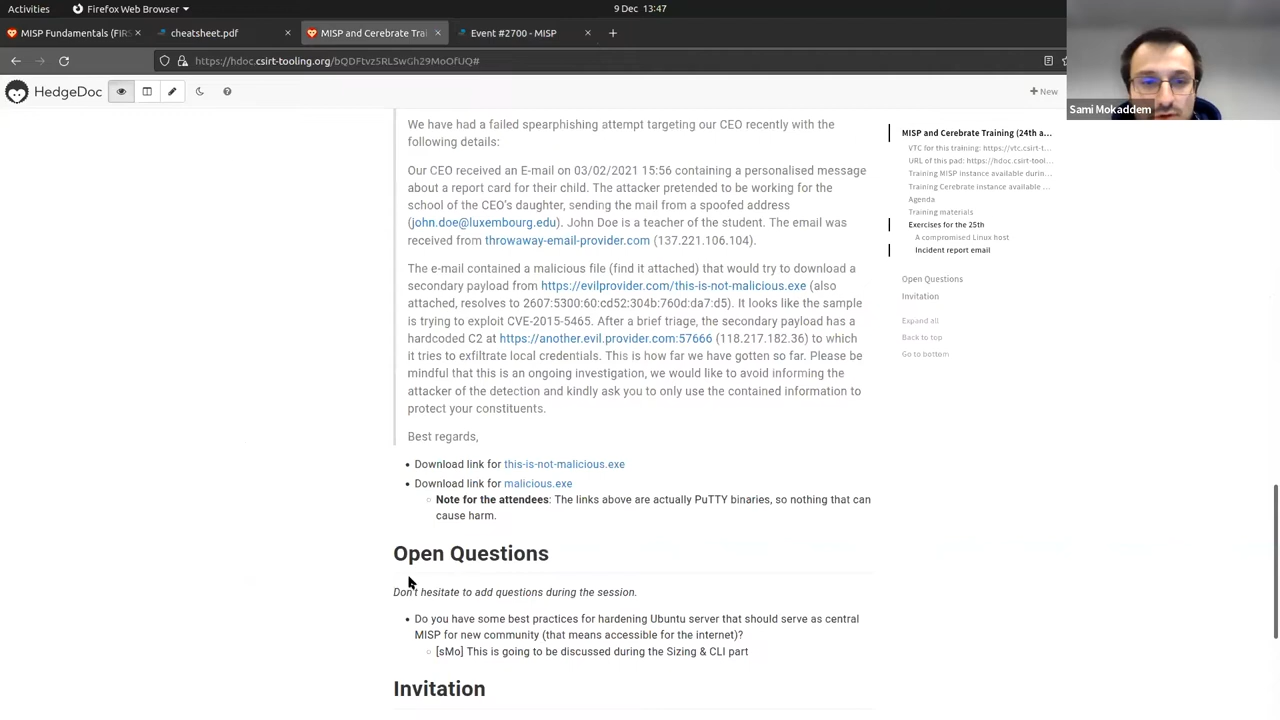 Activities
Firefox Web Browser
9 Dec 13:47
MISP Fundamentals (FIRS
cheatsheet.pdf
MISP and Cerebrate Trai
Event #2700 - MISP
https://hdoc.csirt-tooling.org/bQDFtvz5RLSwGh29MoOfUQ#
HedgeDoc
New
Sami Mokaddem
We have had a failed spearphishing attempt targeting our CEO recently with the
following details:
Our CEO received an E-mail on 03/02/2021 15:56 containing a personalised message
about a report card for their child. The attacker pretended to be working for the
school of the CEO's daughter, sending the mail from a spoofed address
(john.doe@luxembourg.edu). John Doe is a teacher of the student. The email was
received from throwaway-email-provider.com (137.221.106.104).
The e-mail contained a malicious file (find it attached) that would try to download a
secondary payload from https://evilprovider.com/this-is-not-malicious.exe (also
attached, resolves to 2607:5300:60:cd52:304b:760d:da7:d5). It looks like the sample
is trying to exploit CVE-2015-5465. After a brief triage, the secondary payload has a
hardcoded C2 at https://another.evil.provider.com:57666 (118.217.182.36) to which
it tries to exfiltrate local credentials. This is how far we have gotten so far. Please be
mindful that this is an ongoing investigation, we would like to avoid informing the
attacker of the detection and kindly ask you to only use the contained information to
protect your constituents.
Best regards,
Download link for this-is-not-malicious.exe
Download link for malicious.exe
Note for the attendees: The links above are actually PuTTY binaries, so nothing that can
cause harm.
Open Questions
Don't hesitate to add questions during the session.
Do you have some best practices for hardening Ubuntu server that should serve as central
MISP for new community (that means accessible for the internet)?
[sMo] This is going to be discussed during the Sizing & CLI part
Invitation
MISP and Cerebrate Training (24th a...
VTC for this training: https://vtc.csirt-t...
URL of this pad: https://hdoc.csirt-tool...
Training MISP Instance available durin...
Training Cerebrate instance available ...
Agenda
Training materials
Exercises for the 25th
A compromised Linux host
Incident report email
Open Questions
Invitation
Expand all
Back to top
Go to bottom